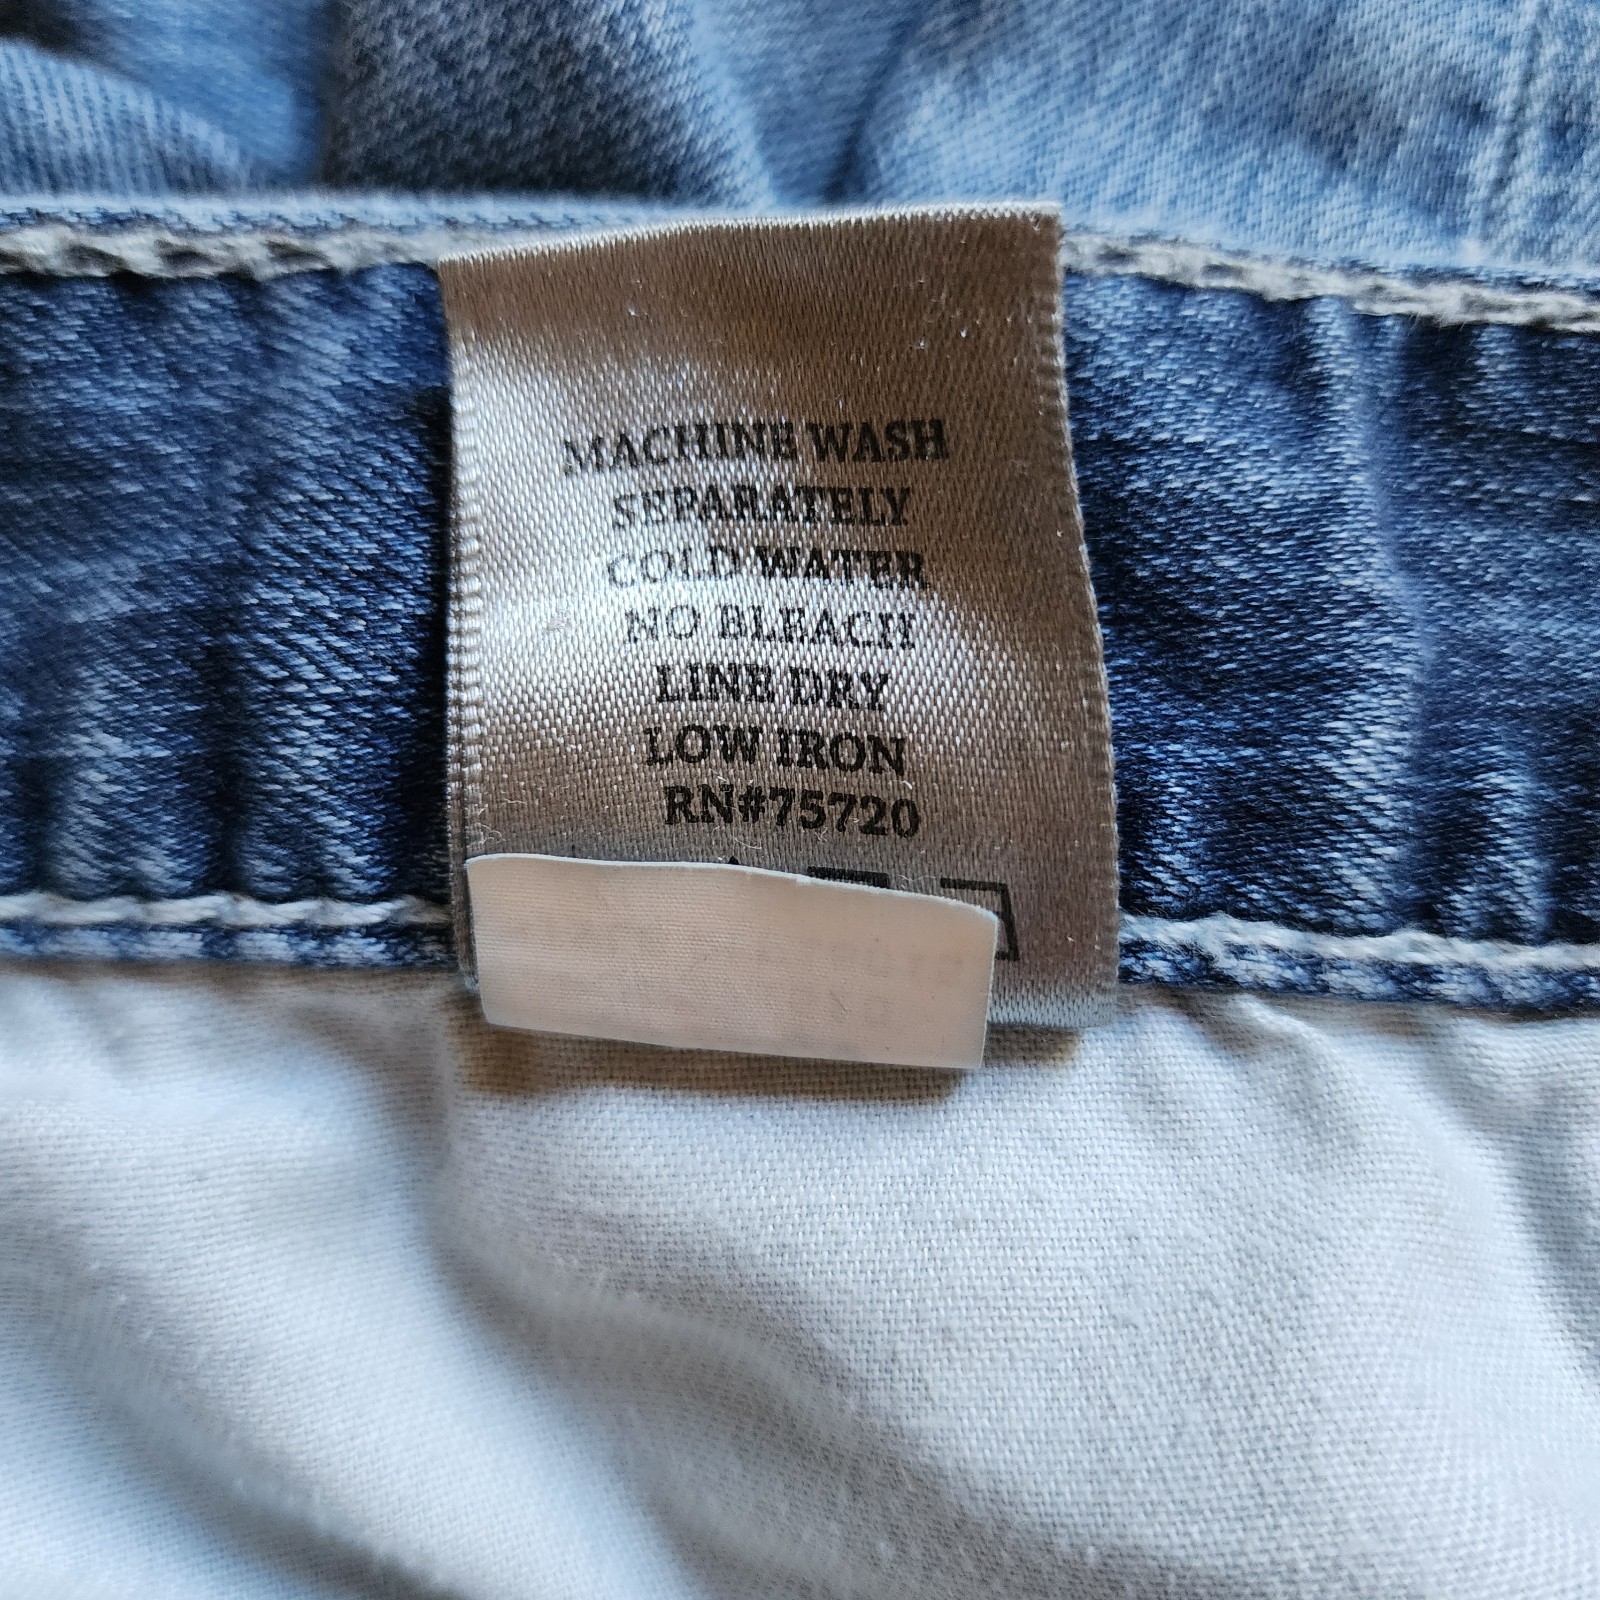 MACHINE WASH
SEPARATELY
COLD WATER
NO BLEACH
LINE DRY
LOW IRON
RN#75720